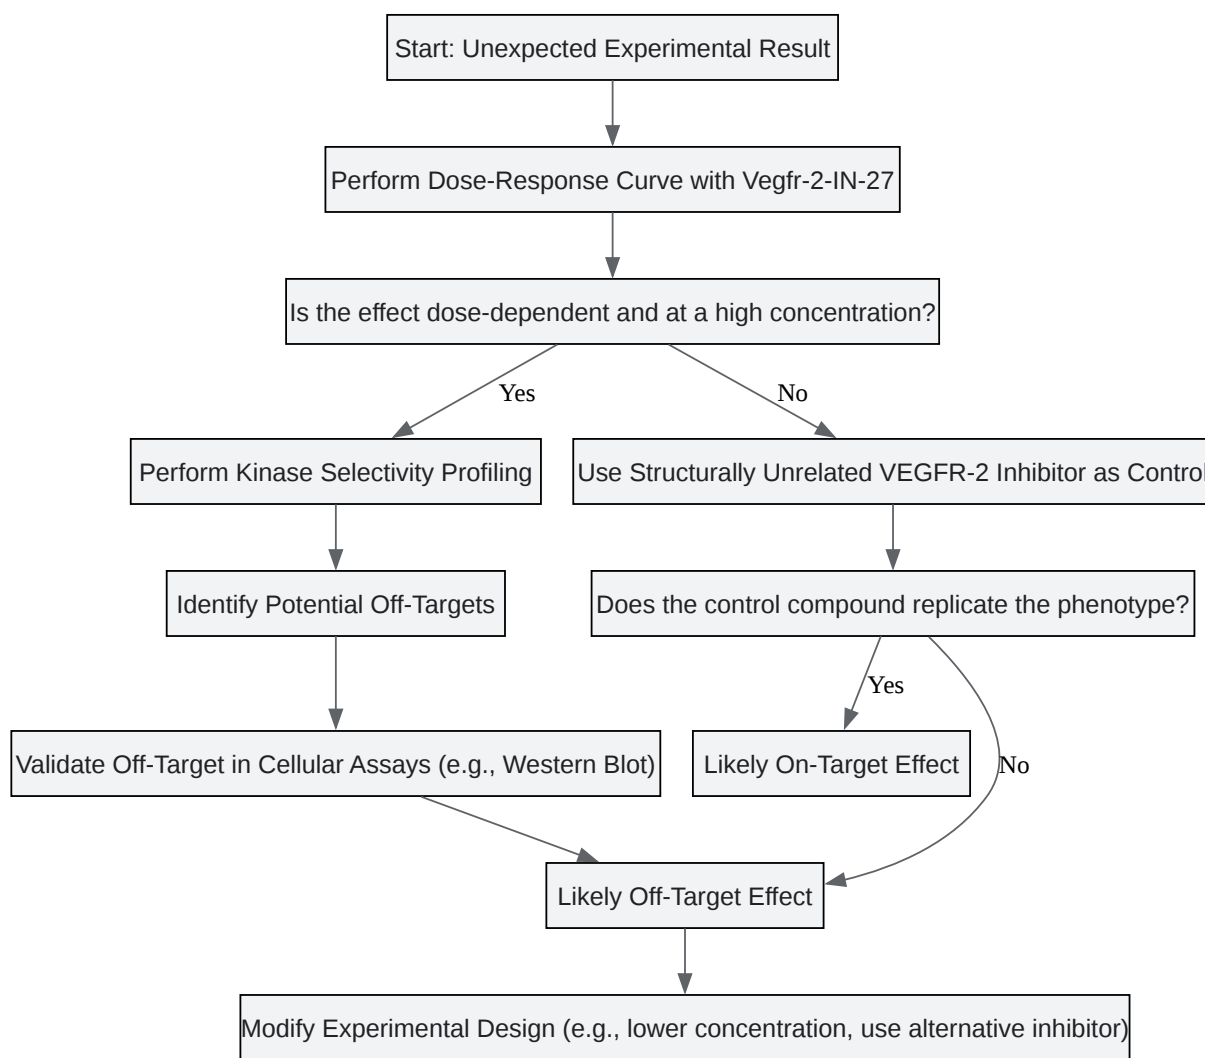 Start: Unexpected Experimental Result
Perform Dose-Response Curve with Vegfr-2-IN-27
Is the effect dose-dependent and at a high concentration?
Yes
No
Perform Kinase Selectivity Profiling
Use Structurally Unrelated VEGFR-2 Inhibitor as Control
Identify Potential Off-Targets
Does the control compound replicate the phenotype?
Yes
Validate Off-Target in Cellular Assays (e.g., Western Blot)
Likely On-Target Effect
No
Likely Off-Target Effect
Modify Experimental Design (e.g., lower concentration, use alternative inhibitor)